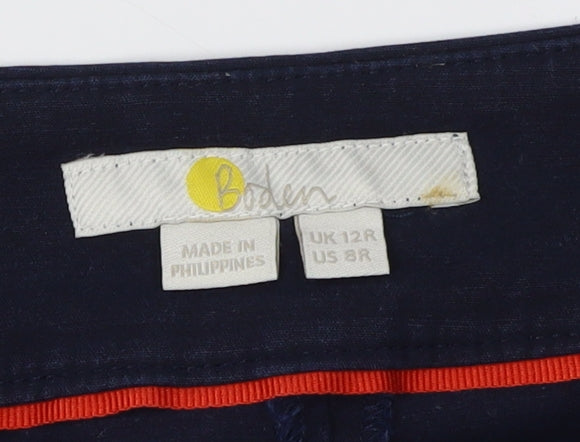 Boden
MADE IN
PHILIPPINES
UK 12R
US 8R